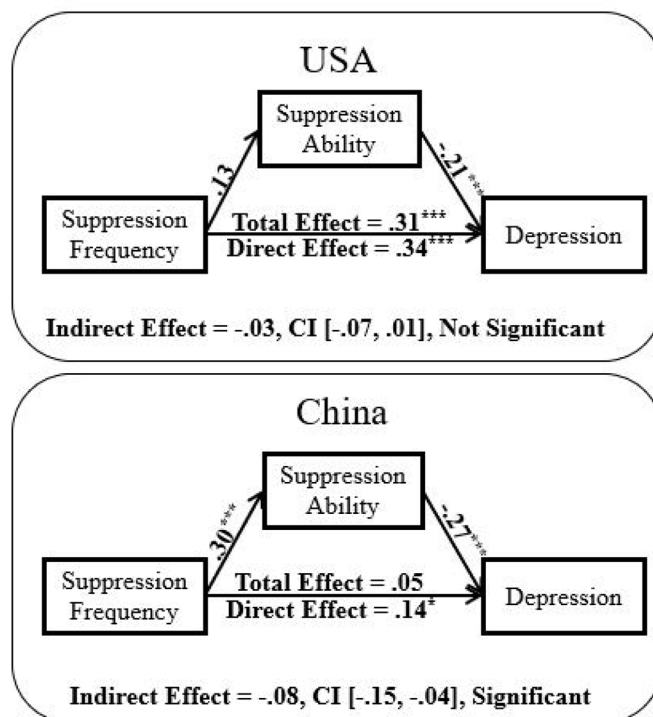 USA
Suppression
Ability
.13
-.21***
Suppression
Frequency
Total Effect = .31***
Direct Effect = .34***
Depression
Indirect Effect = -.03, CI [-.07, .01], Not Significant
China
Suppression
Ability
.30***
-.27***
Suppression
Frequency
Total Effect = .05
Direct Effect = .14*
Depression
Indirect Effect = -.08, CI [-.15, -.04], Significant